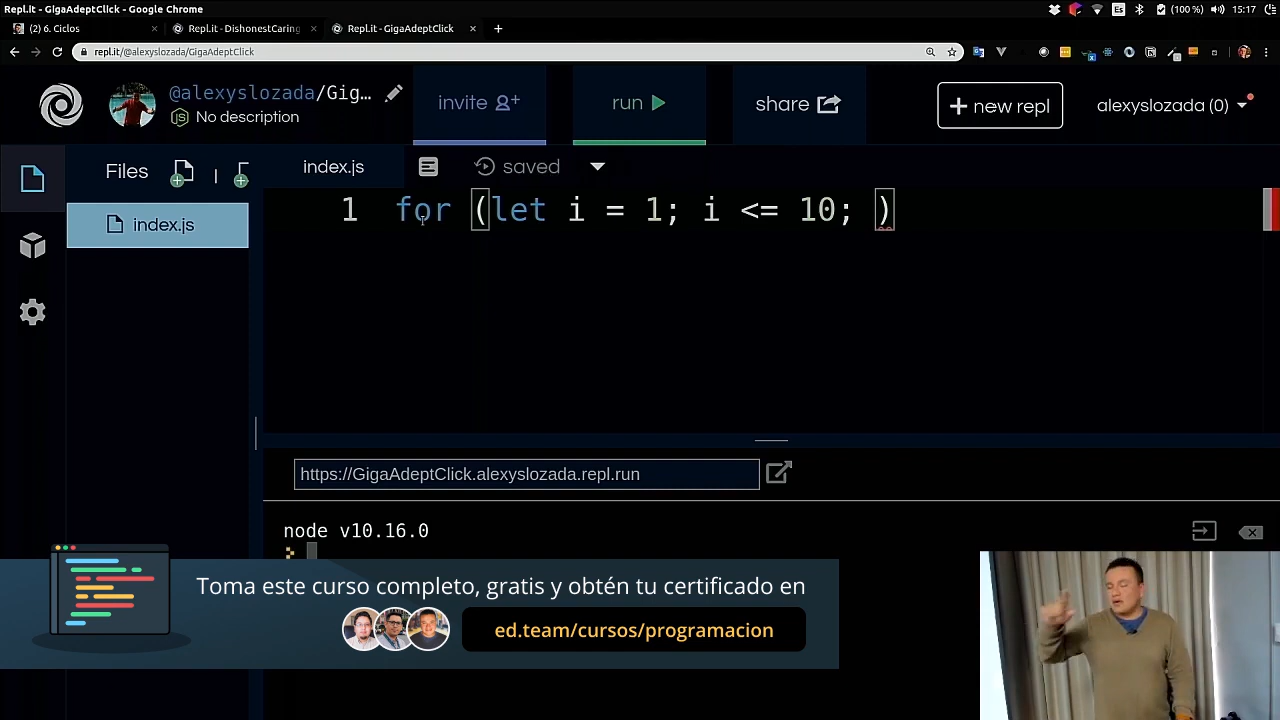 Repl.it - GigaAdeptClick - Google Chrome
Es
(100 %)
15:17
(2) 6. Ciclos
Repl.it - DishonestCaring
Repl.it - GigaAdeptClick
repl.it/@alexyslozada/GigaAdeptClick
@alexyslozada/Gig...
No description
invite
run
share
+ new repl
alexyslozada (0)
Files
index.js
saved
index.js
1 for (let i = 1; i <= 10; )
https://GigaAdeptClick.alexyslozada.repl.run
node v10.16.0
Toma este curso completo, gratis y obtén tu certificado en
ed.team/cursos/programacion